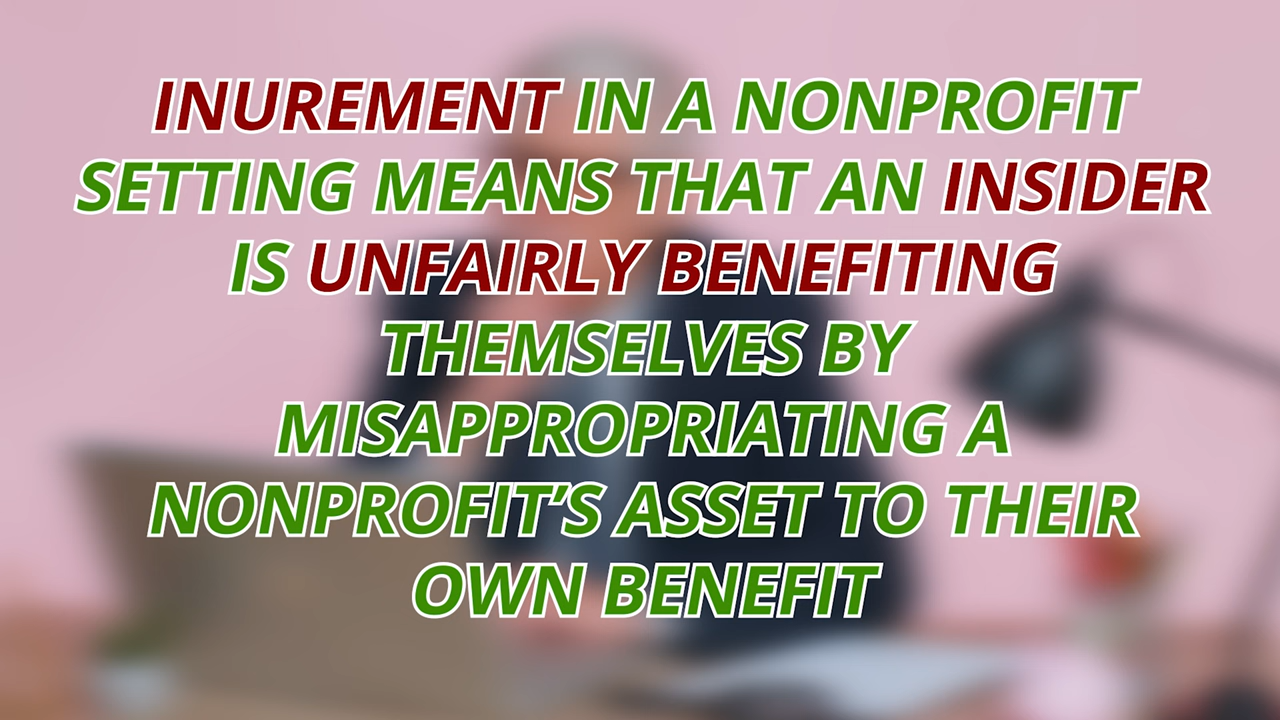 INUREMENT IN A NONPROFIT
SETTING MEANS THAT AN INSIDER
IS UNFAIRLY BENEFITING
THEMSELVES BY
MISAPPROPRIATING A
NONPROFIT’S ASSET TO THEIR
OWN BENEFIT